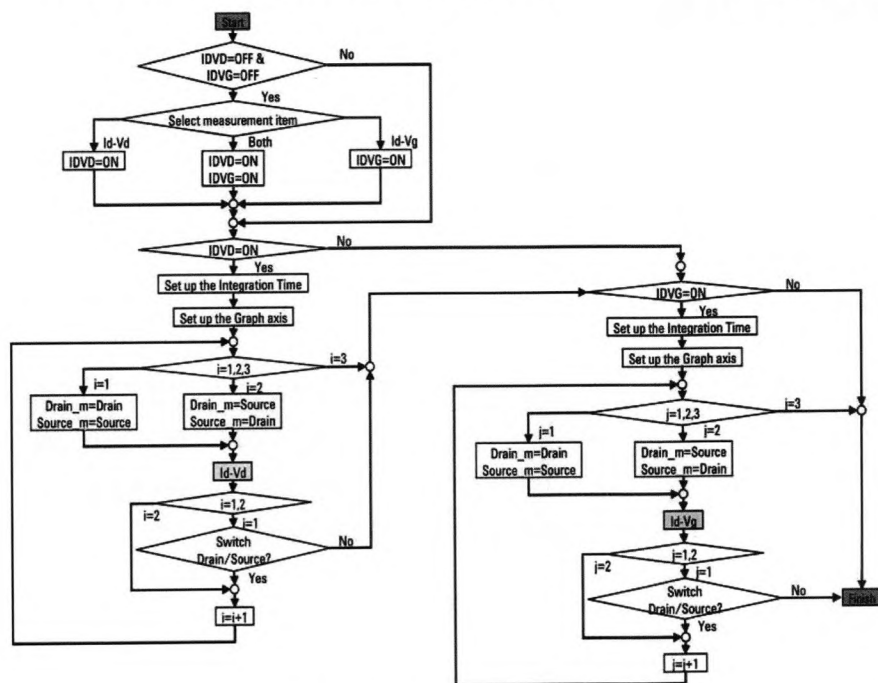 Start
IDVD=OFF &
IDVG=OFF
No
Yes
Select measurement item
Id-Vd
Both
Id-Vg
IDVD=ON
IDVD=ON
IDVG=ON
IDVG=ON
IDVD=ON
No
Yes
Set up the Integration Time
Set up the Graph axis
i=1,2,3
i=3
i=1
i=2
Drain_m=Drain
Source_m=Source
Drain_m=Source
Source_m=Drain
Id-Vd
i=1,2
i=2
i=1
Switch
Drain/Source?
No
Yes
i=i+1
IDVG=ON
No
Yes
Set up the Integration Time
Set up the Graph axis
j=1,2,3
j=3
j=1
j=2
Drain_m=Drain
Source_m=Source
Drain_m=Source
Source_m=Drain
Id-Vg
j=1,2
j=2
j=1
Switch
Drain/Source?
No
Finish
Yes
j=j+1